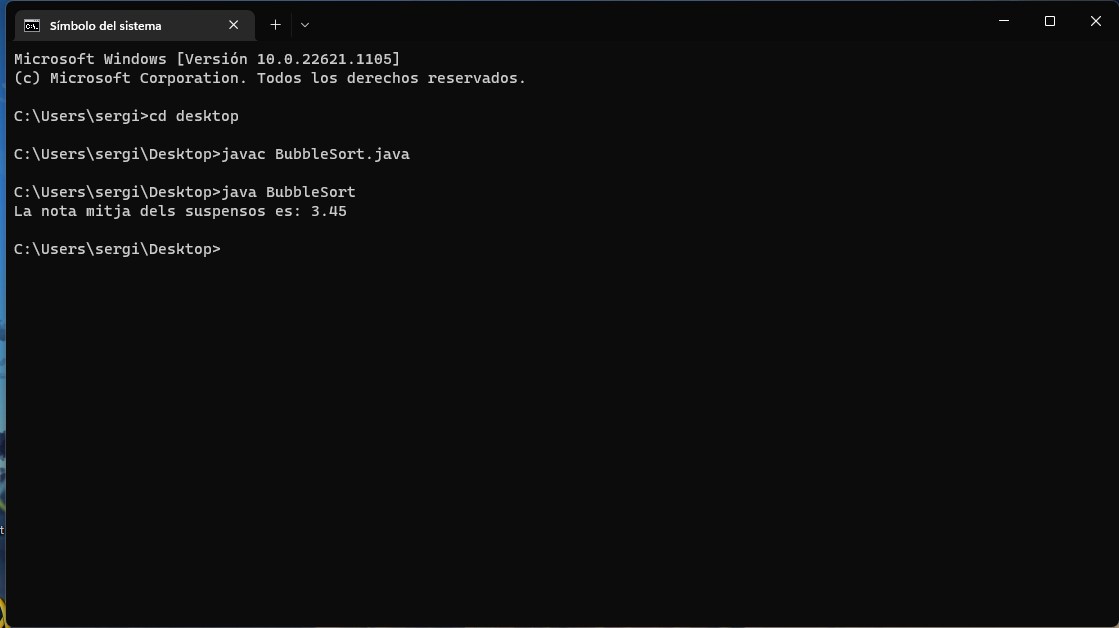 Símbolo del sistema
Microsoft Windows [Versión 10.0.22621.1105]
(c) Microsoft Corporation. Todos los derechos reservados.
C:\Users\sergi>cd desktop
C:\Users\sergi\Desktop>javac BubbleSort.java
C:\Users\sergi\Desktop>java BubbleSort
La nota mitja dels suspensos es: 3.45
C:\Users\sergi\Desktop>
t